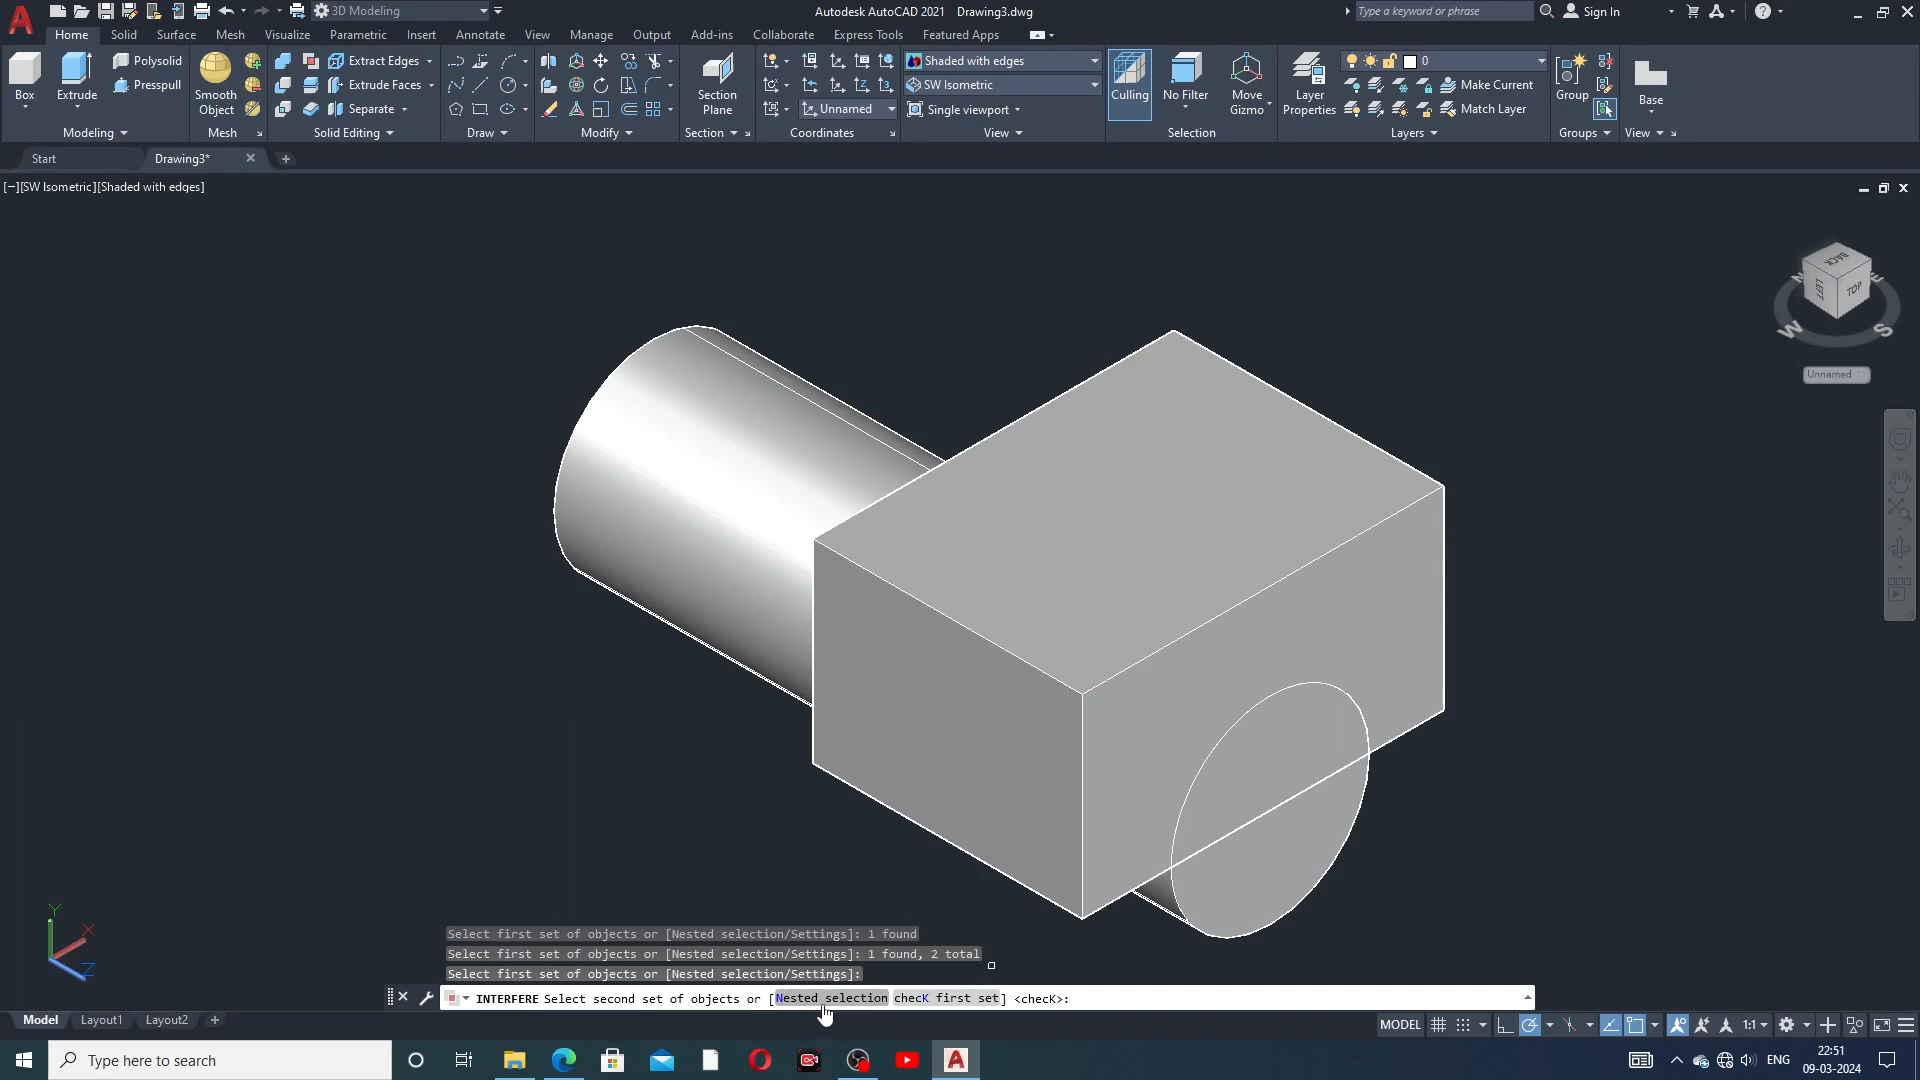 3D Modeling
Autodesk AutoCAD 2021 Drawing3.dwg
Type a keyword or phrase
Sign In
Home Solid Surface Mesh Visualize Parametric Insert Annotate View Manage Output Add-ins Collaborate Express Tools Featured Apps
Box
Extrude
Polysolid
Presspull
Modeling
Smooth
Object
Mesh
Extract Edges
Extrude Faces
Separate
Solid Editing
Draw
Modify
Section
Plane
Section
Unnamed
Coordinates
Shaded with edges
SW Isometric
Single viewport
View
Culling
No Filter
Move
Gizmo
Selection
Layer
Properties
0
Make Current
Match Layer
Layers
Group
Groups
Base
View
Start
Drawing3*
[−][SW Isometric][Shaded with edges]
BACK
LEFT
TOP
N
E
W
S
Unnamed
Y
X
Z
Select first set of objects or [Nested selection/Settings]: 1 found
Select first set of objects or [Nested selection/Settings]: 1 found, 2 total
Select first set of objects or [Nested selection/Settings]:
INTERFERE Select second set of objects or [Nested selection checK first set] <checK>:
Model Layout1 Layout2
MODEL
1:1
Type here to search
ENG
22:51
09-03-2024